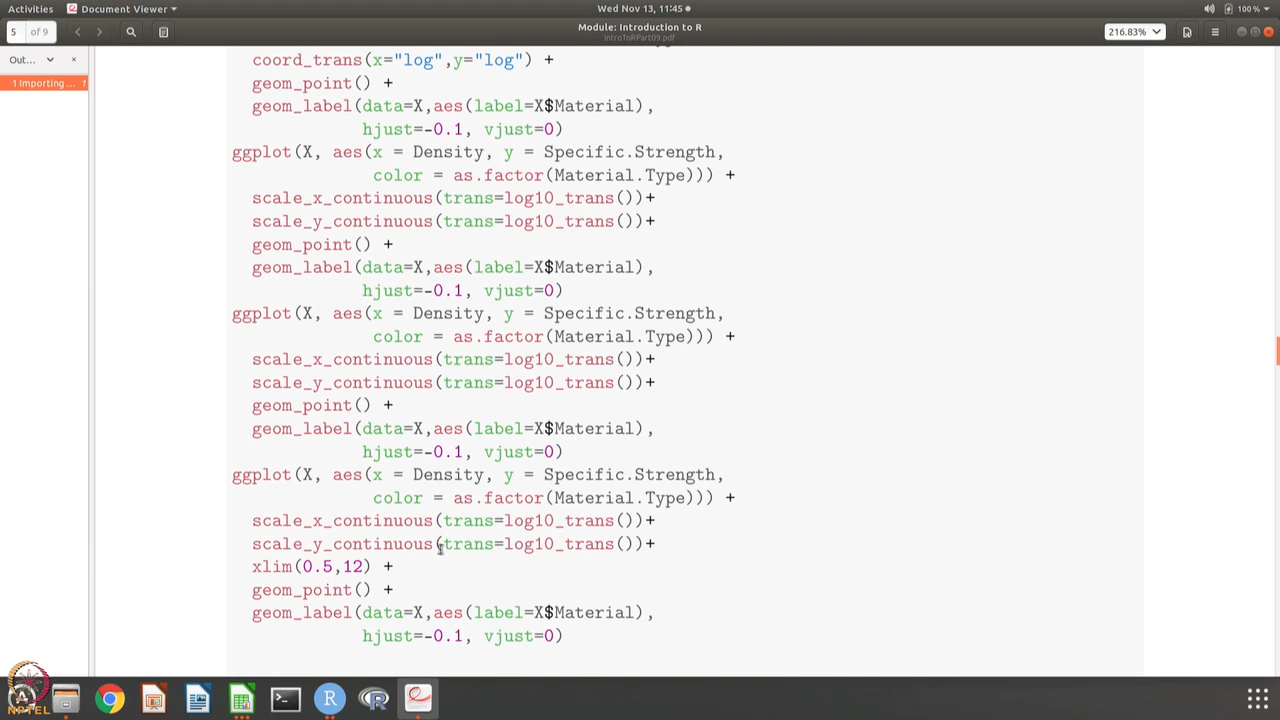 Activities
Document Viewer
Wed Nov 13, 11:45
100 %
5
of 9
Module: Introduction to R
introToRPart09.pdf
216.83%
Out...
1 Importing ...
coord_trans(x="log",y="log") +
geom_point() +
geom_label(data=X,aes(label=X$Material),
hjust=-0.1, vjust=0)
ggplot(X, aes(x = Density, y = Specific.Strength,
color = as.factor(Material.Type))) +
scale_x_continuous(trans=log10_trans())+
scale_y_continuous(trans=log10_trans())+
geom_point() +
geom_label(data=X,aes(label=X$Material),
hjust=-0.1, vjust=0)
ggplot(X, aes(x = Density, y = Specific.Strength,
color = as.factor(Material.Type))) +
scale_x_continuous(trans=log10_trans())+
scale_y_continuous(trans=log10_trans())+
geom_point() +
geom_label(data=X,aes(label=X$Material),
hjust=-0.1, vjust=0)
ggplot(X, aes(x = Density, y = Specific.Strength,
color = as.factor(Material.Type))) +
scale_x_continuous(trans=log10_trans())+
scale_y_continuous(trans=log10_trans())+
xlim(0.5,12) +
geom_point() +
geom_label(data=X,aes(label=X$Material),
hjust=-0.1, vjust=0)
NPTEL